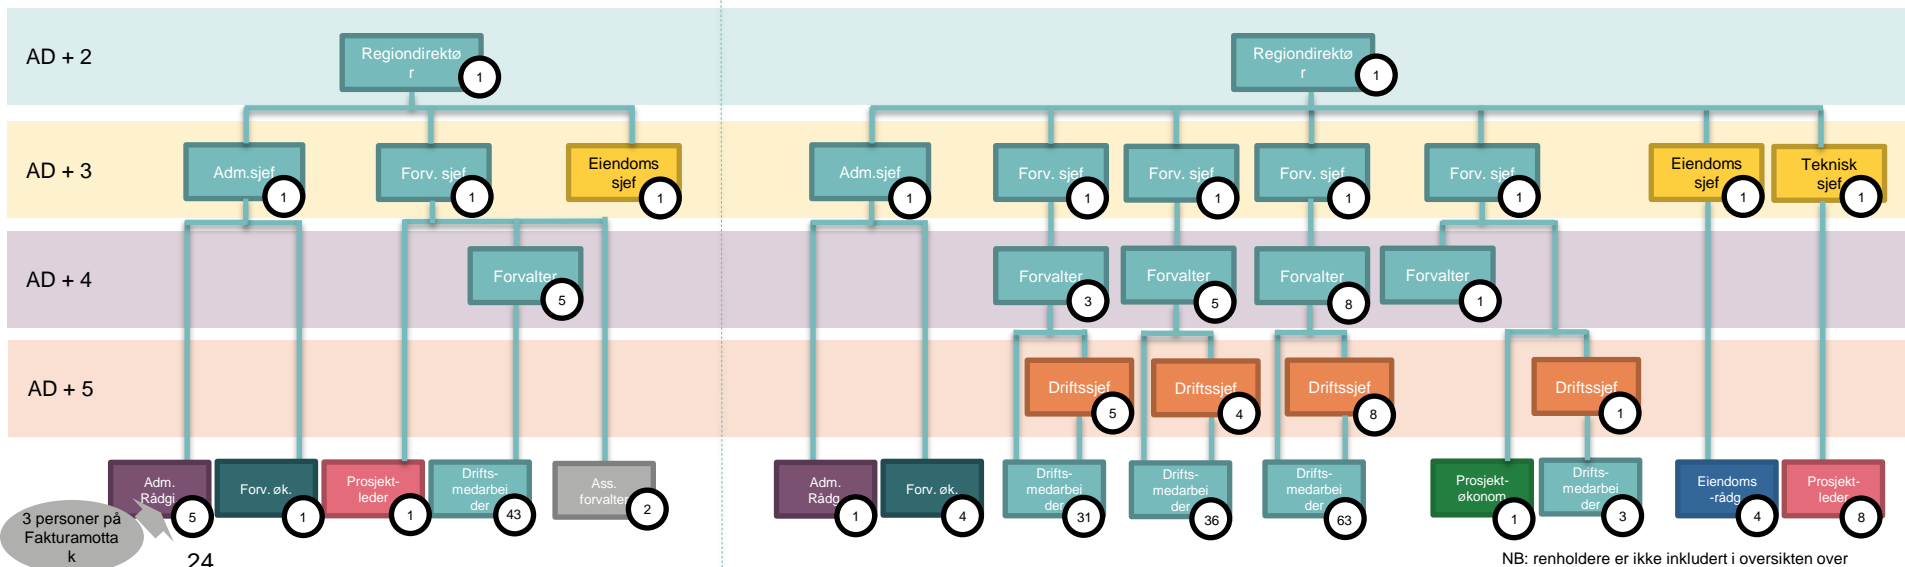 AD + 2
Regiondirektø
r
1
Regiondirektø
r
1
AD + 3
Adm.sjef
1
Forv. sjef
1
Eiendoms
sjef
1
Adm.sjef
1
Forv. sjef
1
Forv. sjef
1
Forv. sjef
1
Forv. sjef
1
Eiendoms
sjef
1
Teknisk
sjef
1
AD + 4
Forvalter
5
Forvalter
3
Forvalter
5
Forvalter
8
Forvalter
1
AD + 5
Driftssjef
5
Driftssjef
4
Driftssjef
8
Driftssjef
1
Adm.
Rådgi
5
Forv. øk.
1
Prosjekt-
leder
1
Drifts-
medarbei
der
43
Ass.
forvalter
2
Adm.
Rådg
1
Forv. øk.
4
Drifts-
medarbei
der
31
Drifts-
medarbei
der
36
Drifts-
medarbei
der
63
Prosjekt-
økonom
1
Drifts-
medarbei
der
3
Eiendoms
-rådg
4
Prosjekt-
leder
8
3 personer på
Fakturamotta
k
24
NB: renholdere er ikke inkludert i oversikten over